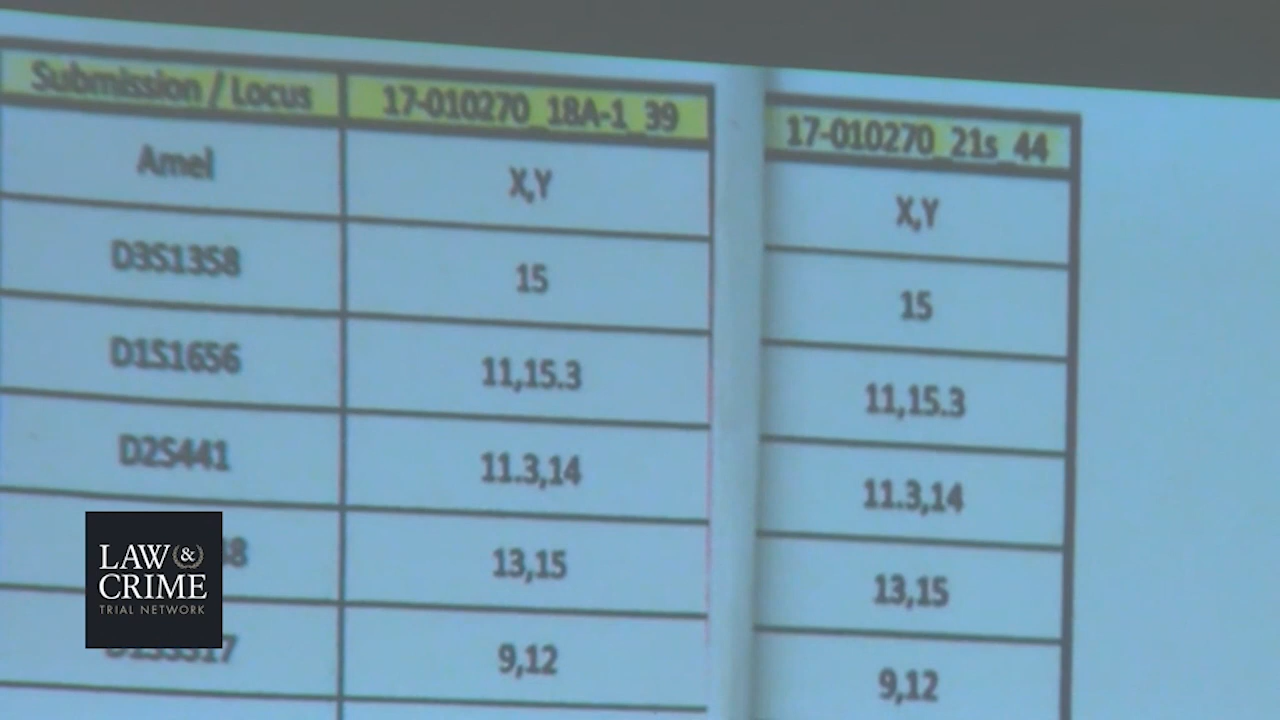 Submission / Locus 17-010270_18A-1_39 17-010270_21s_44
Amel X,Y X,Y
D3S1358 15 15
D1S1656 11,15.3 11,15.3
D2S441 11.3,14 11.3,14
13,15 13,15
9,12 9,12
LAW & CRIME
TRIAL NETWORK